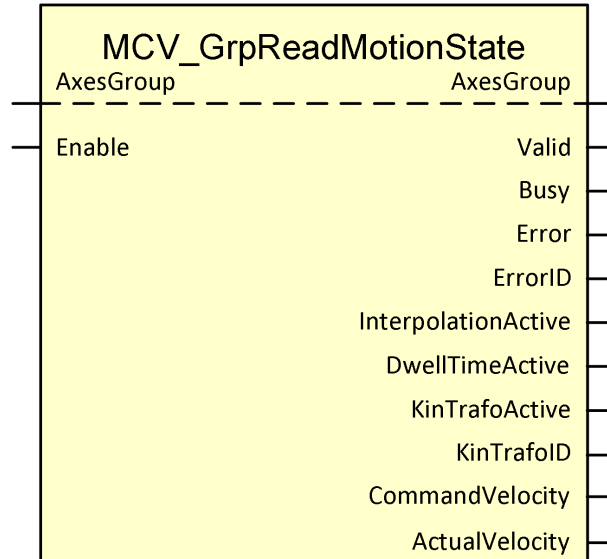 MCV_GrpReadMotionState
AxesGroup AxesGroup
Enable Valid
Busy
Error
ErrorID
InterpolationActive
DwellTimeActive
KinTrafoActive
KinTrafoID
CommandVelocity
ActualVelocity